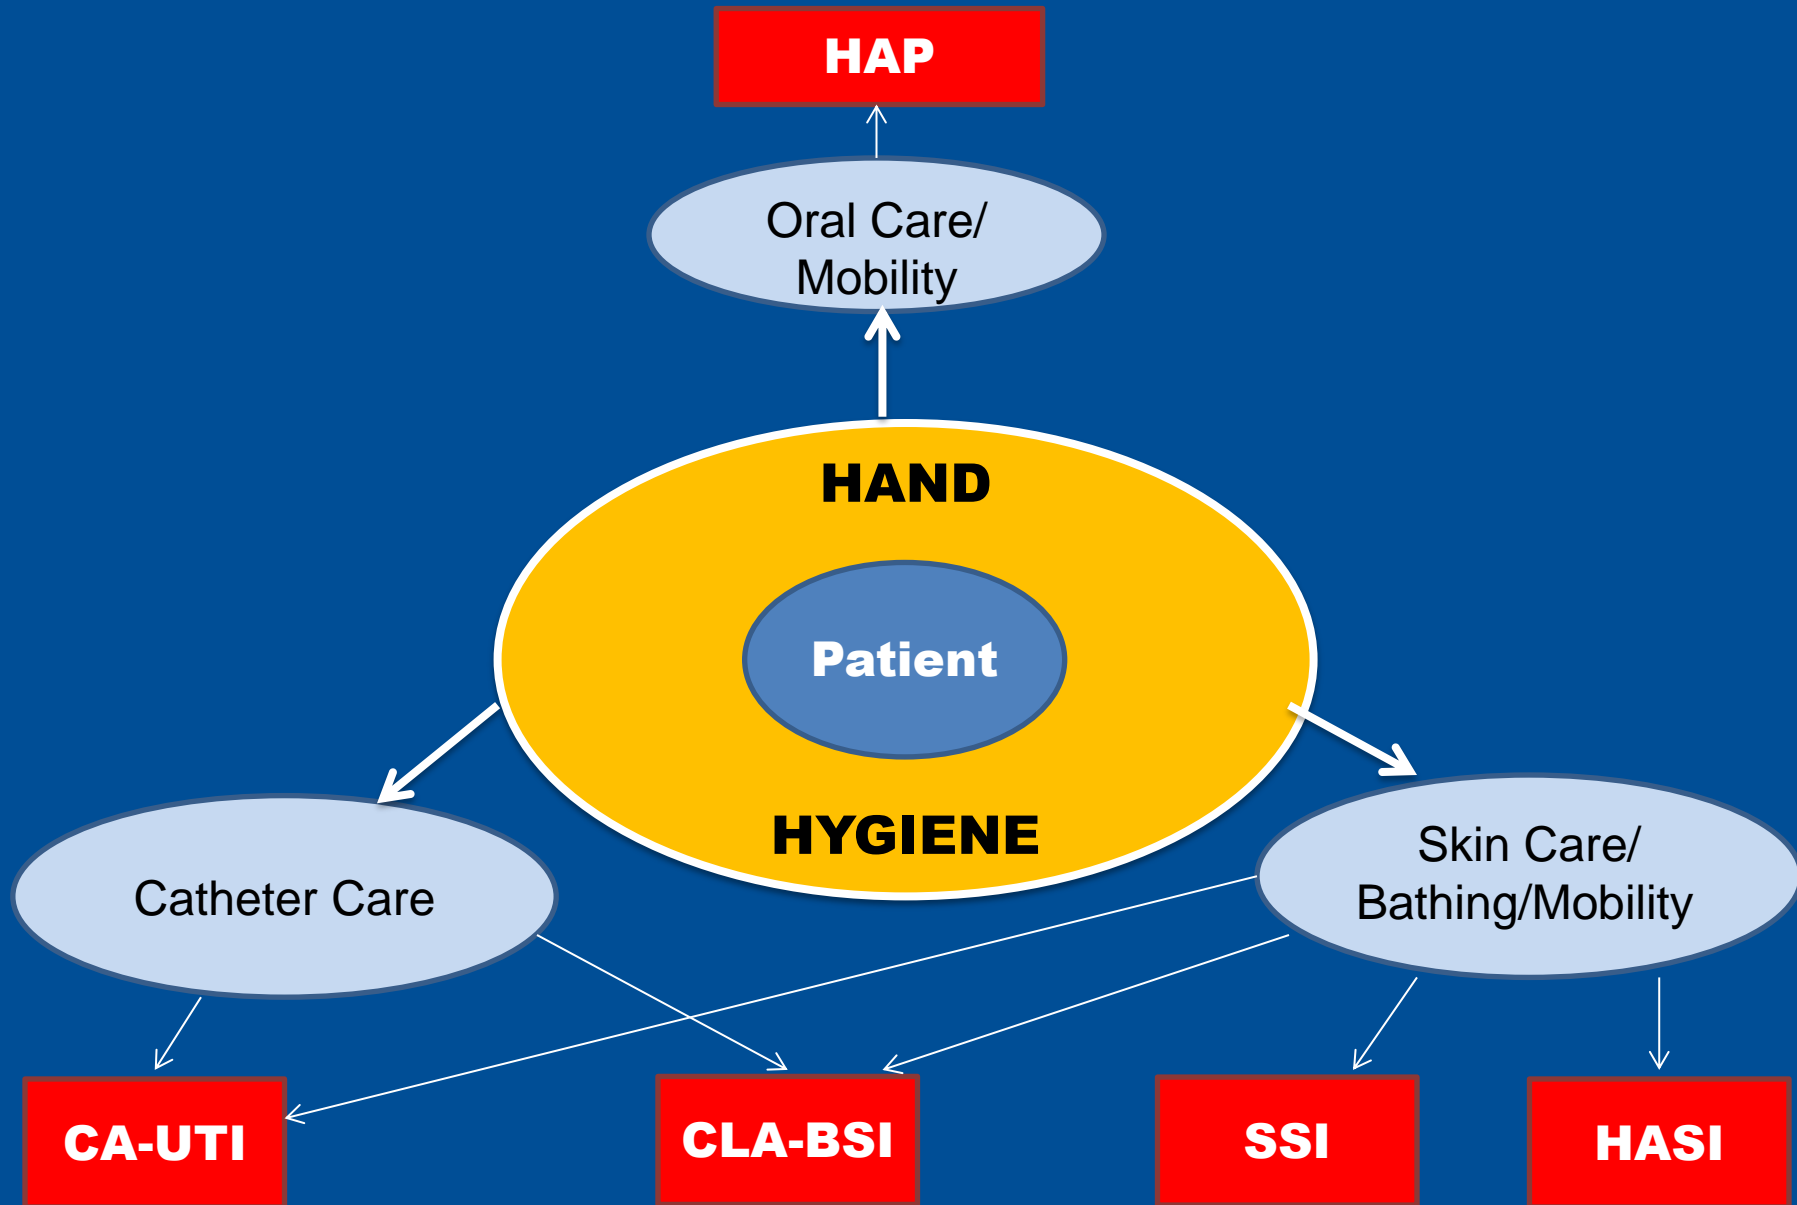 HAP
Oral Care/
Mobility
HAND
Patient
HYGIENE
Catheter Care
Skin Care/
Bathing/Mobility
CA-UTI
CLA-BSI
SSI
HASI